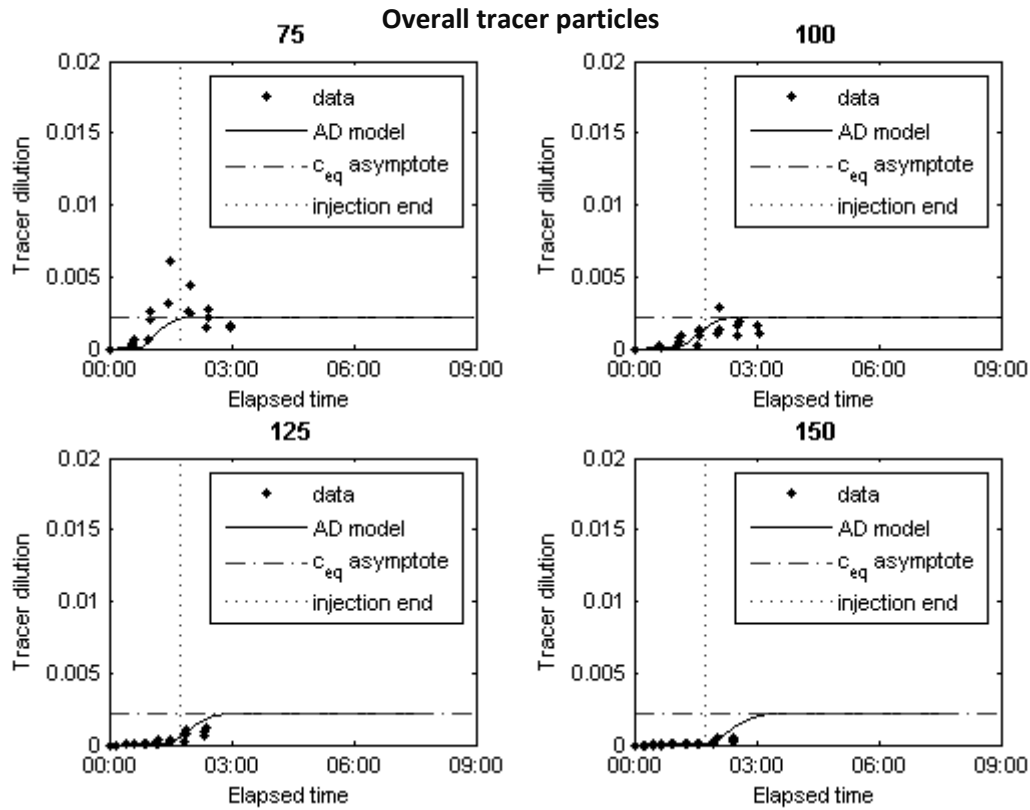 Overall tracer particles
75
0.02
0.015
0.01
0.005
0
Tracer dilution
data
AD model
ceq asymptote
injection end
00:00 03:00 06:00 09:00
Elapsed time
100
0.02
0.015
0.01
0.005
0
Tracer dilution
data
AD model
ceq asymptote
injection end
00:00 03:00 06:00 09:00
Elapsed time
125
0.02
0.015
0.01
0.005
0
Tracer dilution
data
AD model
ceq asymptote
injection end
00:00 03:00 06:00 09:00
Elapsed time
150
0.02
0.015
0.01
0.005
0
Tracer dilution
data
AD model
ceq asymptote
injection end
00:00 03:00 06:00 09:00
Elapsed time